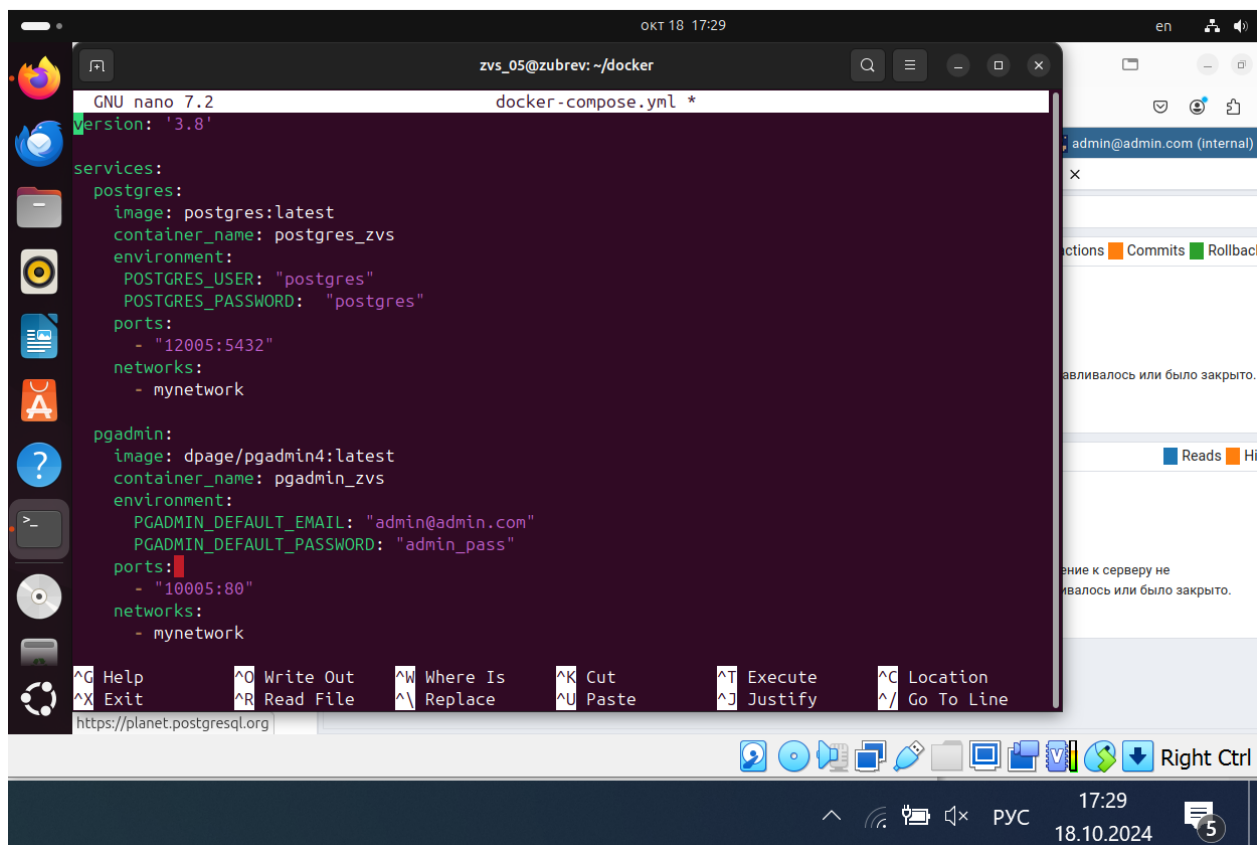 окт 18 17:29
en
zvs_05@zubrev: ~/docker
GNU nano 7.2 docker-compose.yml *
version: '3.8'
services:
postgres:
image: postgres:latest
container_name: postgres_zvs
environment:
POSTGRES_USER: "postgres"
POSTGRES_PASSWORD:  "postgres"
ports:
- "12005:5432"
networks:
- mynetwork
pgadmin:
image: dpage/pgadmin4:latest
container_name: pgadmin_zvs
environment:
PGADMIN_DEFAULT_EMAIL: "admin@admin.com"
PGADMIN_DEFAULT_PASSWORD: "admin_pass"
ports:
- "10005:80"
networks:
- mynetwork
^G Help ^O Write Out ^W Where Is ^K Cut ^T Execute ^C Location
^X Exit ^R Read File ^\ Replace ^U Paste ^J Justify ^/ Go To Line
admin@admin.com (internal)
ctions Commits Rollbac
авливалось или было закрыто.
Reads Hi
ение к серверу не
ивалось или было закрыто.
https://planet.postgresql.org
Right Ctrl
РУС
17:29
18.10.2024
5